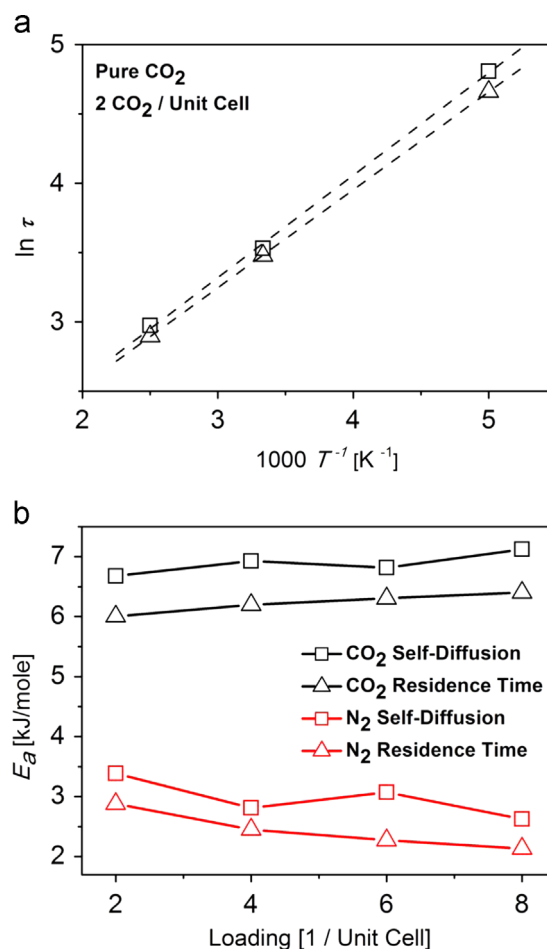 a
5
4
3
2
Pure CO2
2 CO2 / Unit Cell
ln τ
2 3 4 5
1000 T⁻¹ [K⁻¹]
b
7
6
5
4
3
2
Ea [kJ/mole]
CO2 Self-Diffusion
CO2 Residence Time
N2 Self-Diffusion
N2 Residence Time
2 4 6 8
Loading [1 / Unit Cell]